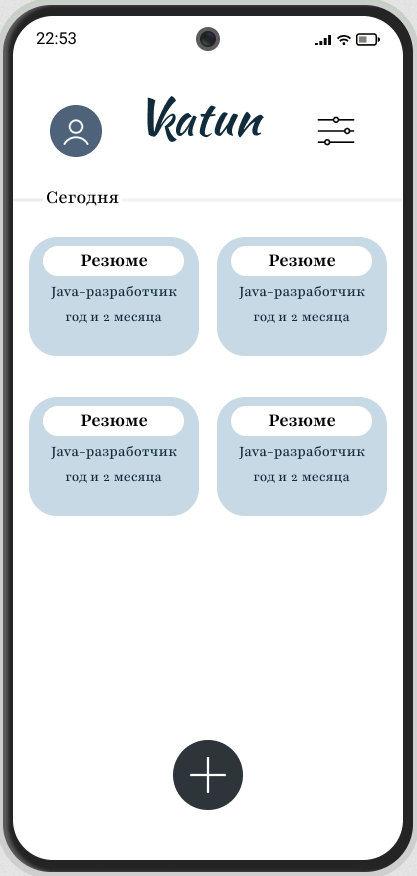 22:53
Vkatun
Сегодня
Резюме
Java-разработчик
год и 2 месяца
Резюме
Java-разработчик
год и 2 месяца
Резюме
Java-разработчик
год и 2 месяца
Резюме
Java-разработчик
год и 2 месяца